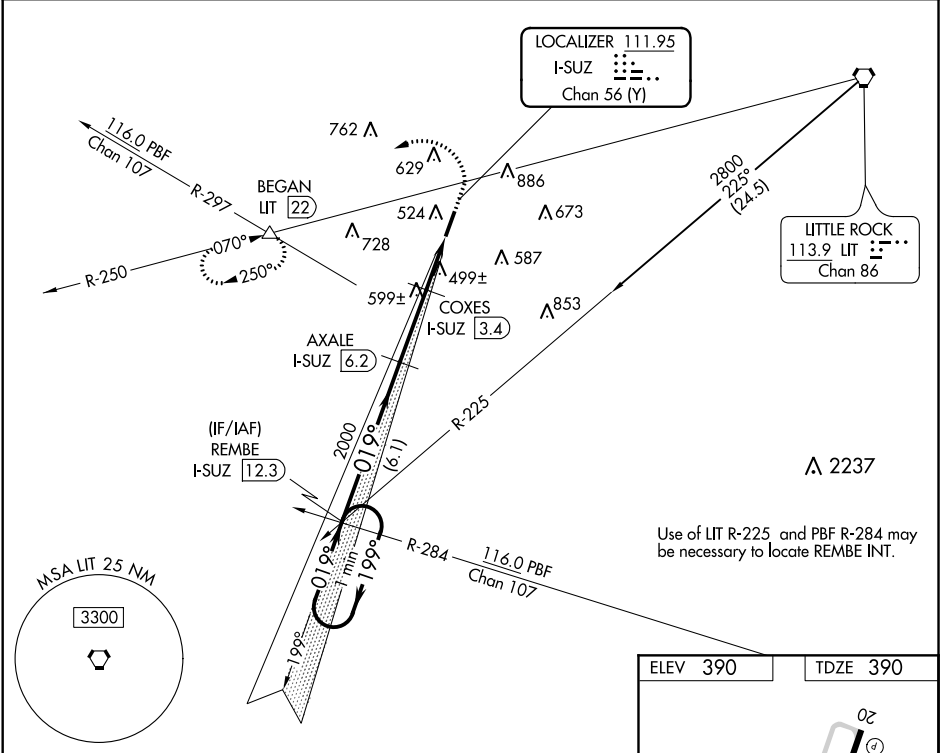 LOCALIZER 111.95
I-SUZ
Chan 56 (Y)
116.0 PBF
Chan 107
R-297
762
629
886
BEGAN
LIT 22
524
673
2800
225°
(24.5)
728
070°
250°
R-250
587
LITTLE ROCK
113.9 LIT
Chan 86
499±
599±
COXES
I-SUZ 3.4
853
AXALE
I-SUZ 6.2
R-225
2000
019°
(6.1)
(IF/IAF)
REMBE
I-SUZ 12.3
2237
Use of LIT R-225 and PBF R-284 may
be necessary to locate REMBE INT.
R-284
116.0 PBF
Chan 107
019°
1 min
199°
199°
MSA LIT 25 NM
3300
ELEV 390
TDZE 390
20
P